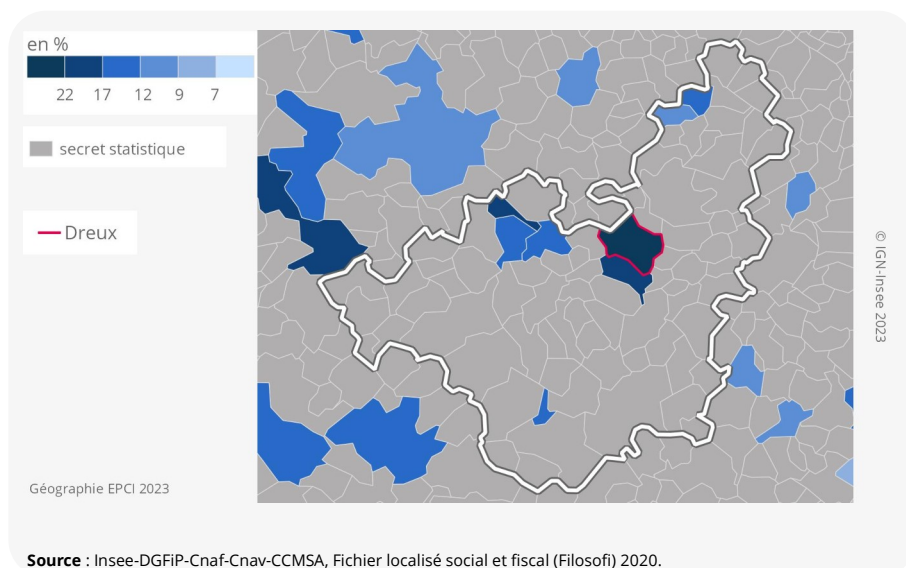 en %
22 17 12 9 7
secret statistique
Dreux
© IGN-Insee 2023
Géographie EPCI 2023
Source : Insee-DGFiP-Cnaf-Cnav-CCMSA, Fichier localisé social et fiscal (Filosofi) 2020.